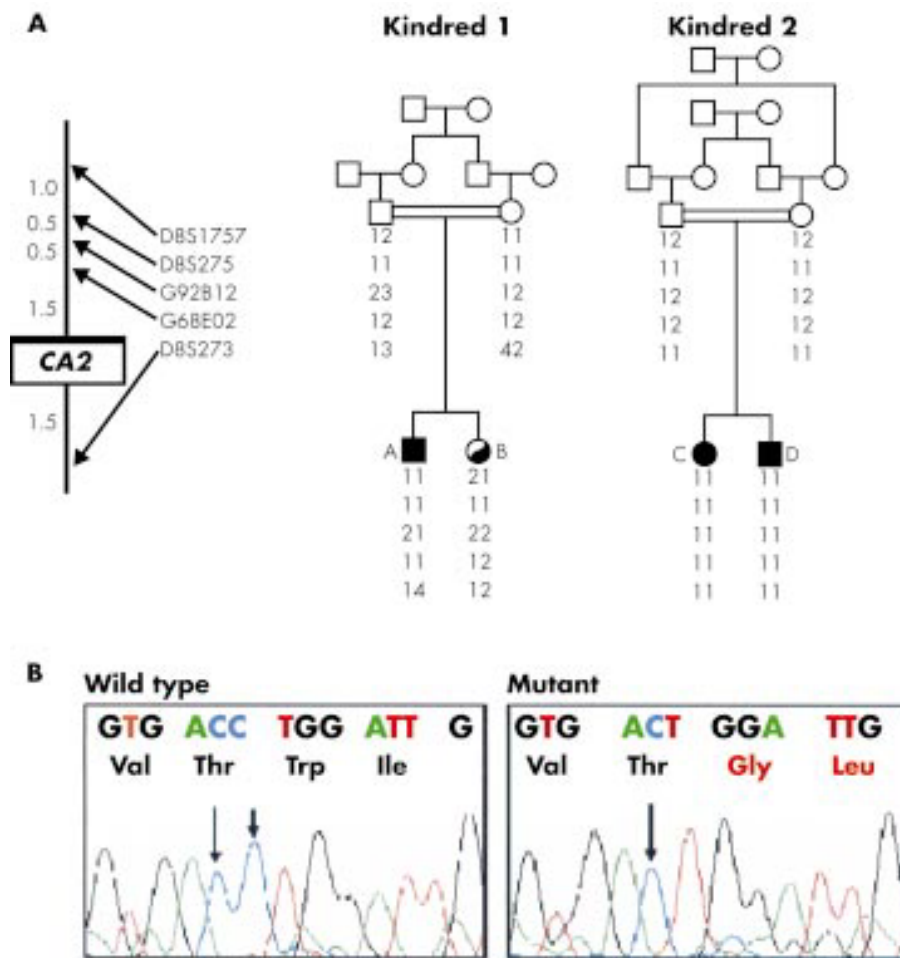 A
Kindred 1
Kindred 2
1.0
0.5
0.5
1.5
CA2
1.5
D8S1757
D8S275
G92B12
G68E02
D8S273
12 11
11 11
23 12
12 12
13 42
12 12
11 11
12 12
12 12
11 11
A B
11 21
11 11
21 22
11 12
14 12
C D
11 11
11 11
11 11
11 11
11 11
B
Wild type
GTG ACC TGG ATT G
Val Thr Trp Ile
Mutant
GTG ACT GGA TTG
Val Thr Gly Leu